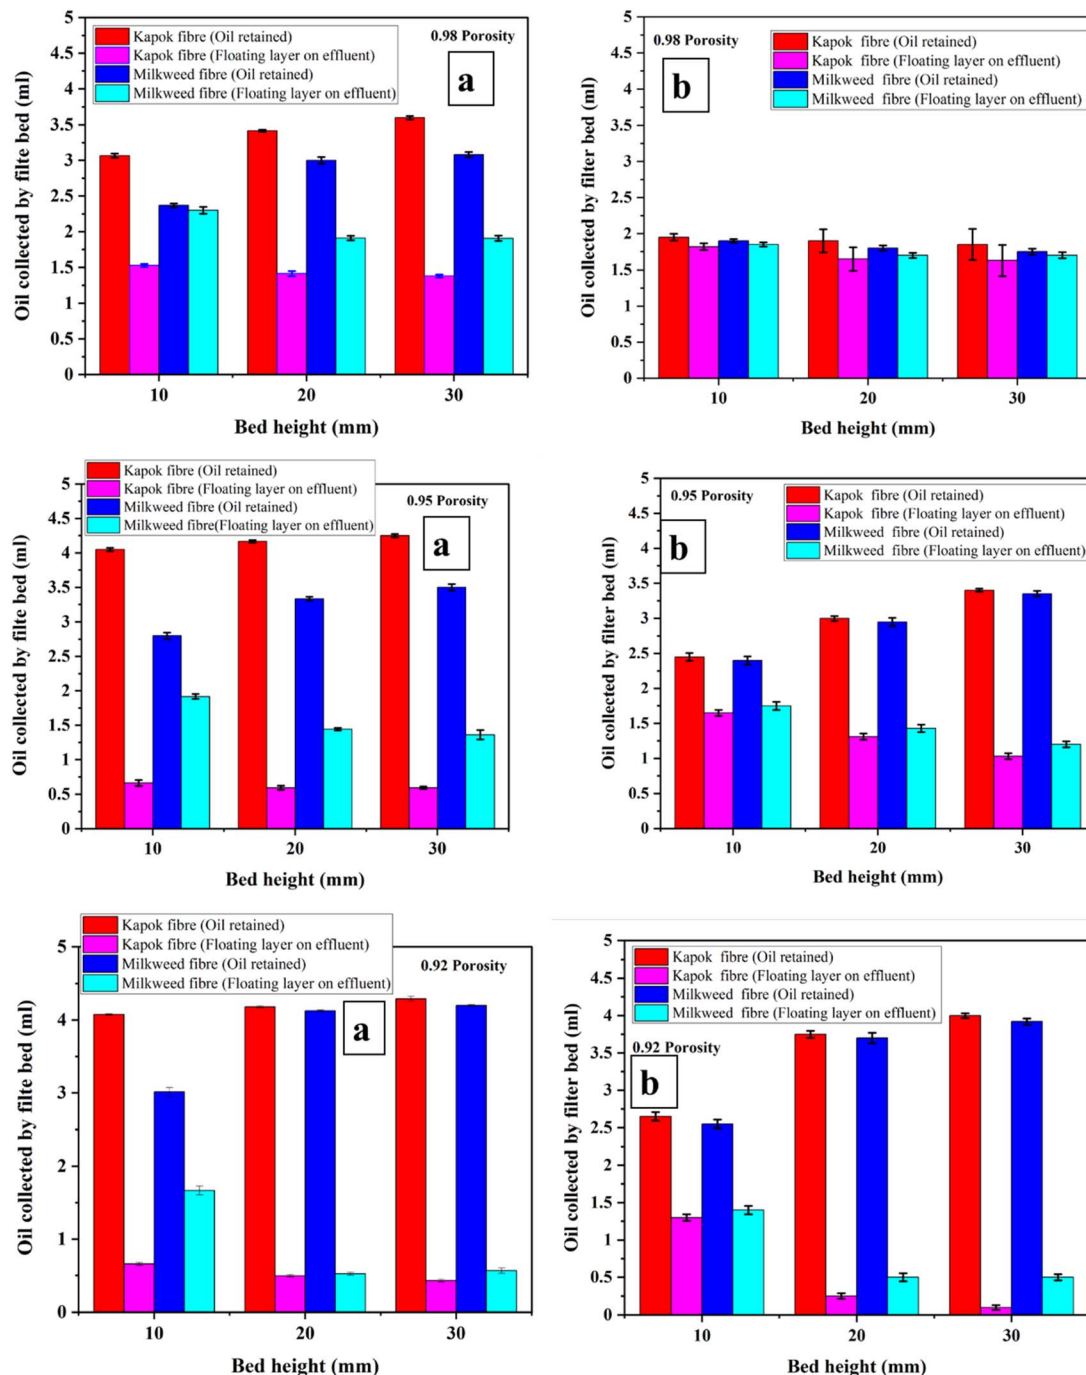 5
4.5
4
3.5
3
2.5
2
1.5
1
0.5
0
Oil collected by filte bed (ml)
Kapok fibre (Oil retained)
Kapok fibre (Floating layer on effluent)
Milkweed fibre (Oil retained)
Milkweed fibre (Floating layer on effluent)
0.98 Porosity
a
10 20 30
Bed height (mm)
5
4.5
4
3.5
3
2.5
2
1.5
1
0.5
0
Oil collected by filter bed (ml)
0.98 Porosity
b
Kapok fibre (Oil retained)
Kapok fibre (Floating layer on effluent)
Milkweed fibre (Oil retained)
Milkweed fibre (Floating layer on effluent)
10 20 30
Bed height (mm)
Kapok fibre (Oil retained)
Kapok fibre (Floating layer on effluent)
Milkweed fibre (Oil retained)
Milkweed fibre(Floating layer on effluent)
5
4.5
4
3.5
3
2.5
2
1.5
1
0.5
0
Oil collected by filte bed (ml)
0.95 Porosity
a
10 20 30
Bed height (mm)
5
4.5
4
3.5
3
2.5
2
1.5
1
0.5
0
Oil collected by filter bed (ml)
0.95 Porosity
b
Kapok fibre (Oil retained)
Kapok fibre (Floating layer on effluent)
Milkweed fibre (Oil retained)
Milkweed fibre (Floating layer on effluent)
10 20 30
Bed height (mm)
Kapok fibre (Oil retained)
Kapok fibre (Floating layer on effluent)
Milkweed fibre (Oil retained)
Milkweed fibre (Floating layer on effluent)
5
4
3
2
1
0
Oil collected by filte bed (ml)
0.92 Porosity
a
10 20 30
Bed height (mm)
5
4.5
4
3.5
3
2.5
2
1.5
1
0.5
0
Oil collected by filter bed (ml)
Kapok fibre (Oil retained)
Kapok fibre (Floating layer on effluent)
Milkweed fibre (Oil retained)
Milkweed fibre (Floating layer on effluent)
0.92 Porosity
b
10 20 30
Bed height (mm)